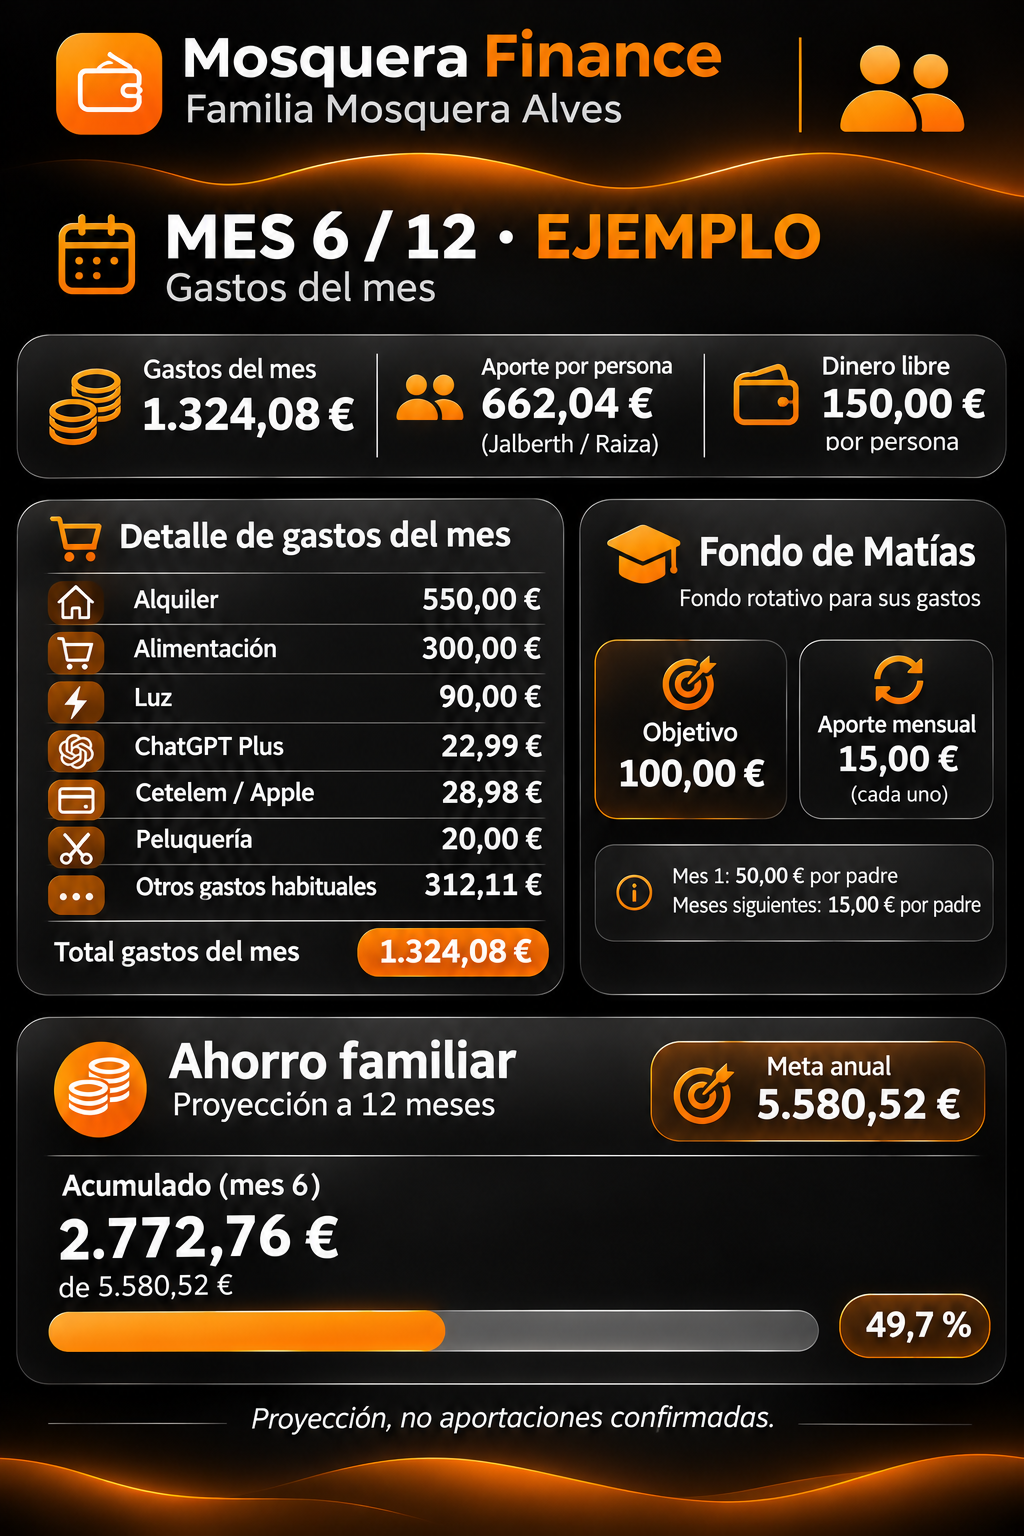 Mosquera Finance
Familia Mosquera Alves
MES 6 / 12 · EJEMPLO
Gastos del mes
Gastos del mes
1.324,08 €
Aporte por persona
662,04 €
(Jalberth / Raiza)
Dinero libre
150,00 €
por persona
Detalle de gastos del mes
Alquiler 550,00 €
Alimentación 300,00 €
Luz 90,00 €
ChatGPT Plus 22,99 €
Cetelem / Apple 28,98 €
Peluquería 20,00 €
Otros gastos habituales 312,11 €
Total gastos del mes 1.324,08 €
Fondo de Matías
Fondo rotativo para sus gastos
Objetivo
100,00 €
Aporte mensual
15,00 €
(cada uno)
Mes 1: 50,00 € por padre
Meses siguientes: 15,00 € por padre
Ahorro familiar
Proyección a 12 meses
Meta anual
5.580,52 €
Acumulado (mes 6)
2.772,76 €
de 5.580,52 €
49,7 %
Proyección, no aportaciones confirmadas.